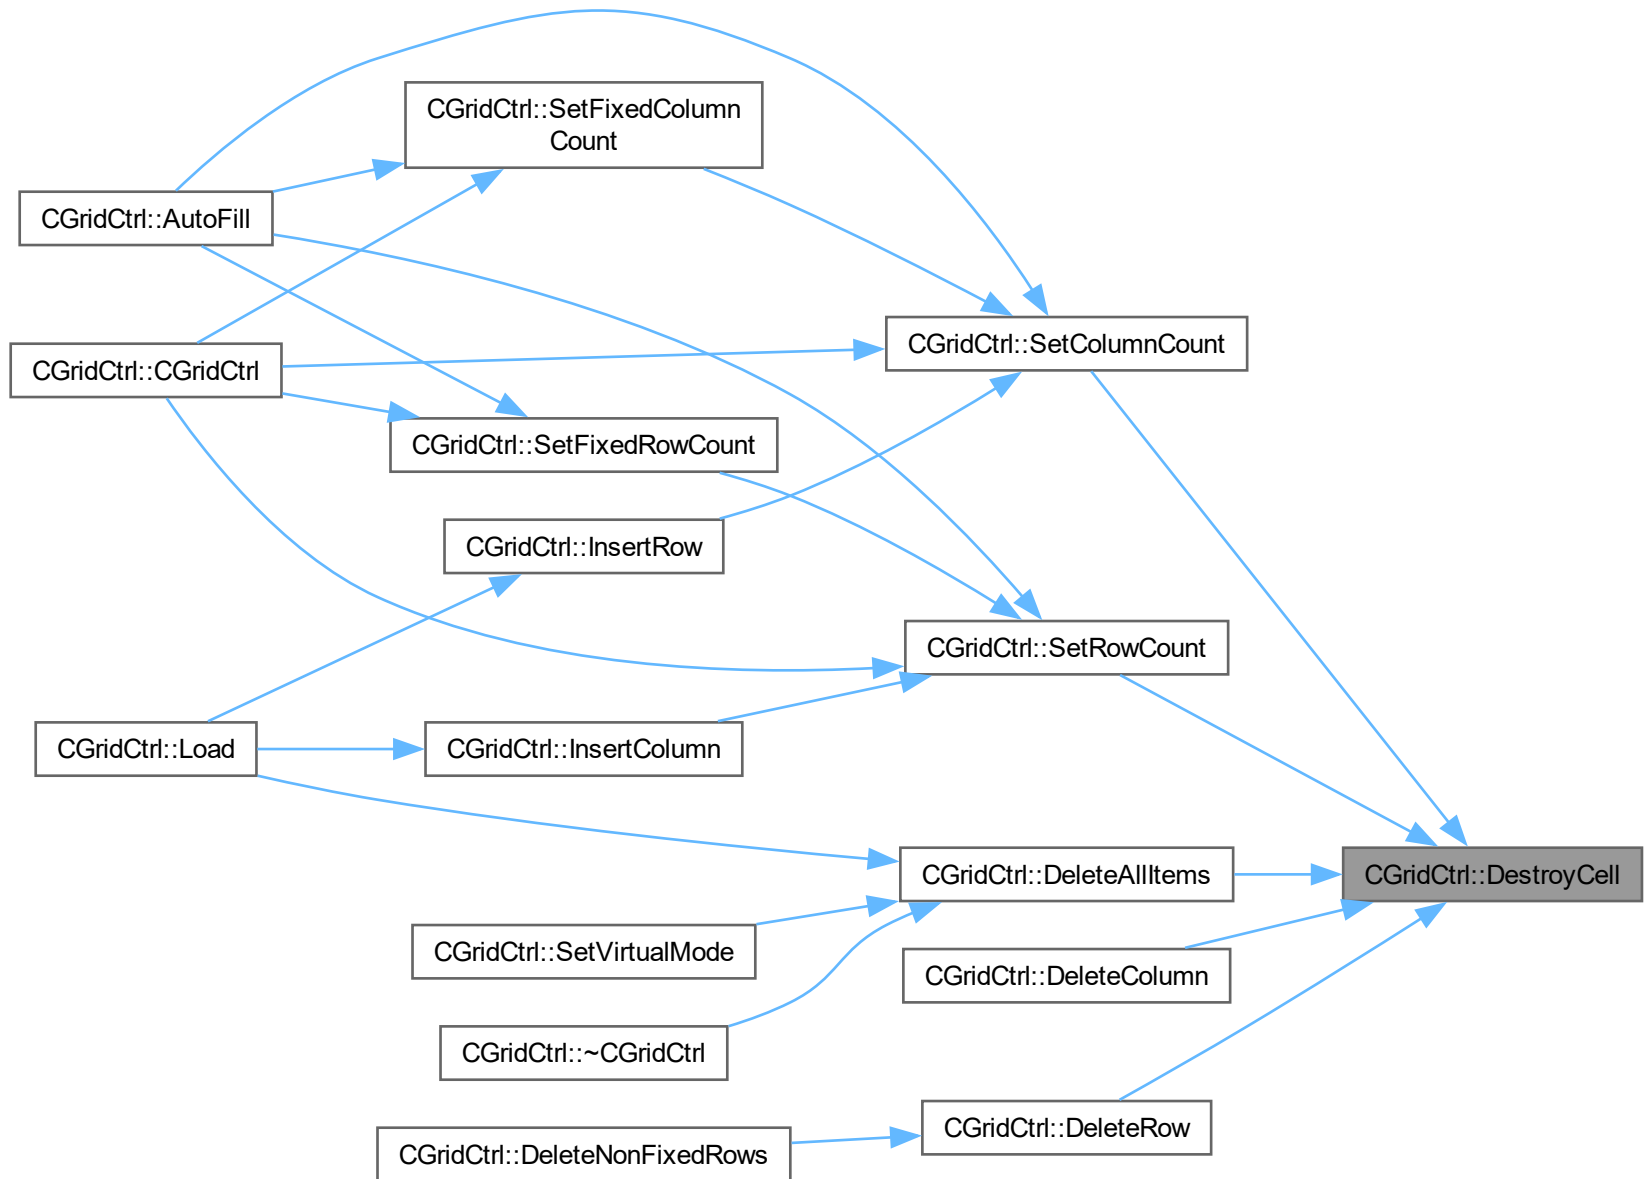 CGridCtrl::SetFixedColumn
Count
CGridCtrl::AutoFill
CGridCtrl::SetColumnCount
CGridCtrl::CGridCtrl
CGridCtrl::SetFixedRowCount
CGridCtrl::InsertRow
CGridCtrl::SetRowCount
CGridCtrl::Load
CGridCtrl::InsertColumn
CGridCtrl::DeleteAllItems
CGridCtrl::DestroyCell
CGridCtrl::SetVirtualMode
CGridCtrl::DeleteColumn
CGridCtrl::~CGridCtrl
CGridCtrl::DeleteRow
CGridCtrl::DeleteNonFixedRows